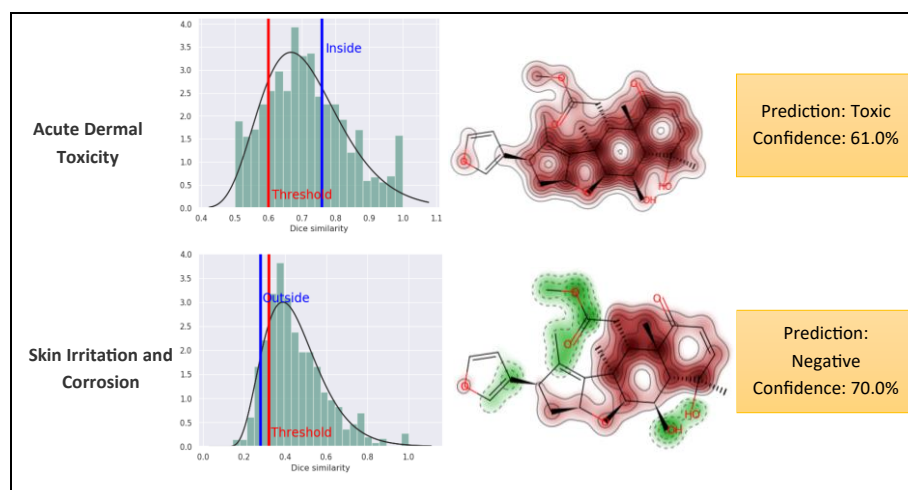 Acute Dermal
Toxicity
4.0
3.5
3.0
2.5
2.0
1.5
1.0
0.5
0.0
Inside
Threshold
0.4 0.5 0.6 0.7 0.8 0.9 1.0 1.1
Dice similarity
O
O
O
O
O
HO
OH
Prediction: Toxic
Confidence: 61.0%
Skin Irritation and
Corrosion
4.0
3.5
3.0
2.5
2.0
1.5
1.0
0.5
0.0
Outside
Threshold
0.0 0.2 0.4 0.6 0.8 1.0
Dice similarity
O
O
O
O
O
HO
OH
Prediction:
Negative
Confidence: 70.0%